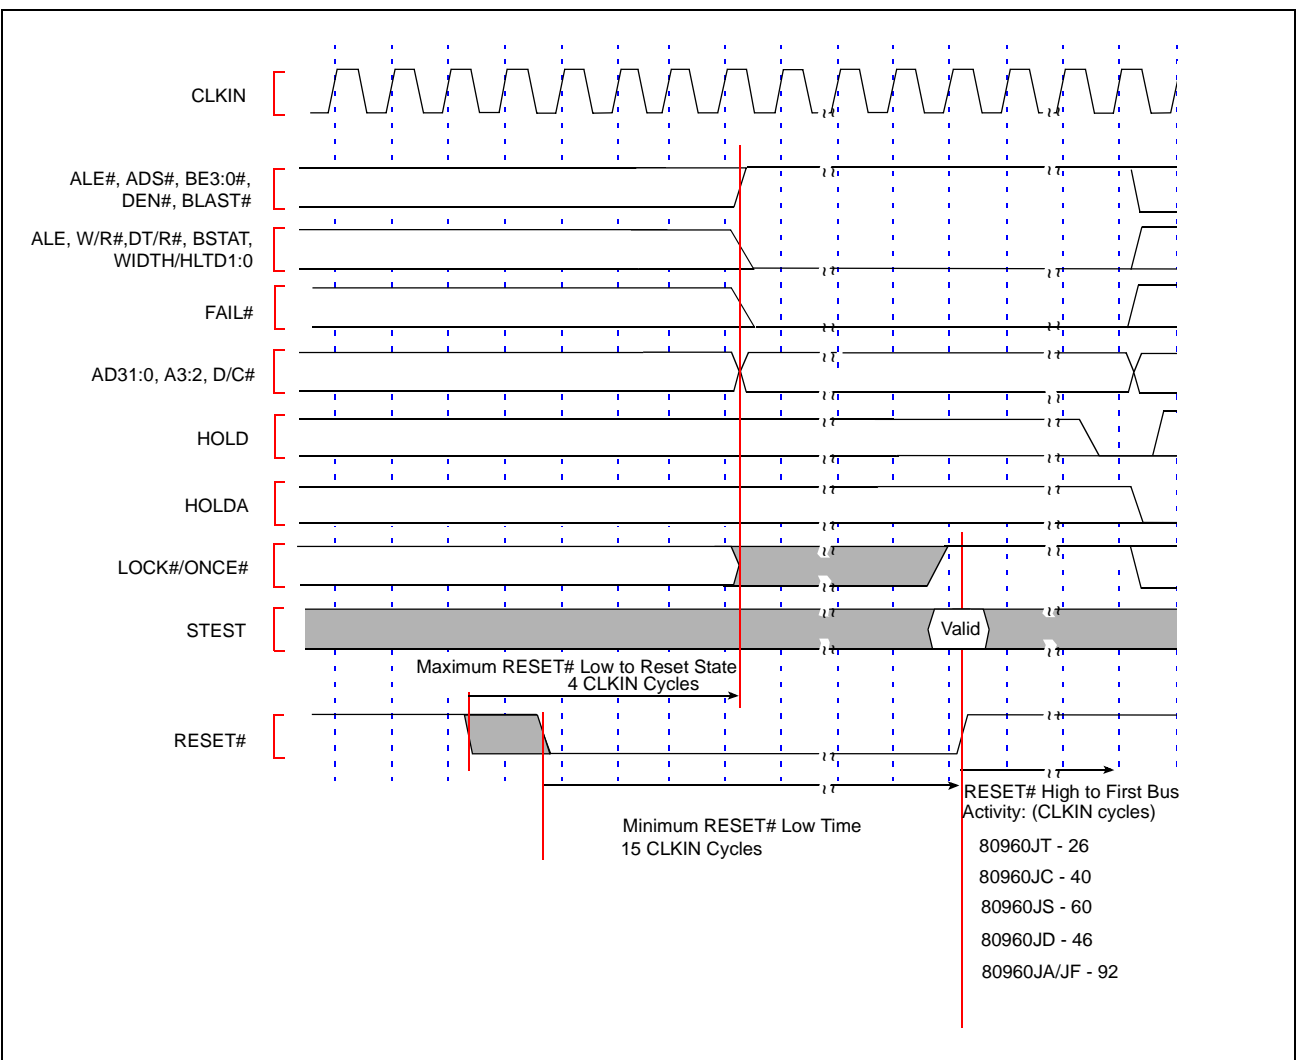 CLKIN
ALE#, ADS#, BE3:0#,
DEN#, BLAST#
ALE, W/R#,DT/R#, BSTAT,
WIDTH/HLTD1:0
FAIL#
AD31:0, A3:2, D/C#
HOLD
HOLDA
LOCK#/ONCE#
STEST
Valid
Maximum RESET# Low to Reset State
4 CLKIN Cycles
RESET#
Minimum RESET# Low Time
15 CLKIN Cycles
RESET# High to First Bus
Activity: (CLKIN cycles)
80960JT - 26
80960JC - 40
80960JS - 60
80960JD - 46
80960JA/JF - 92